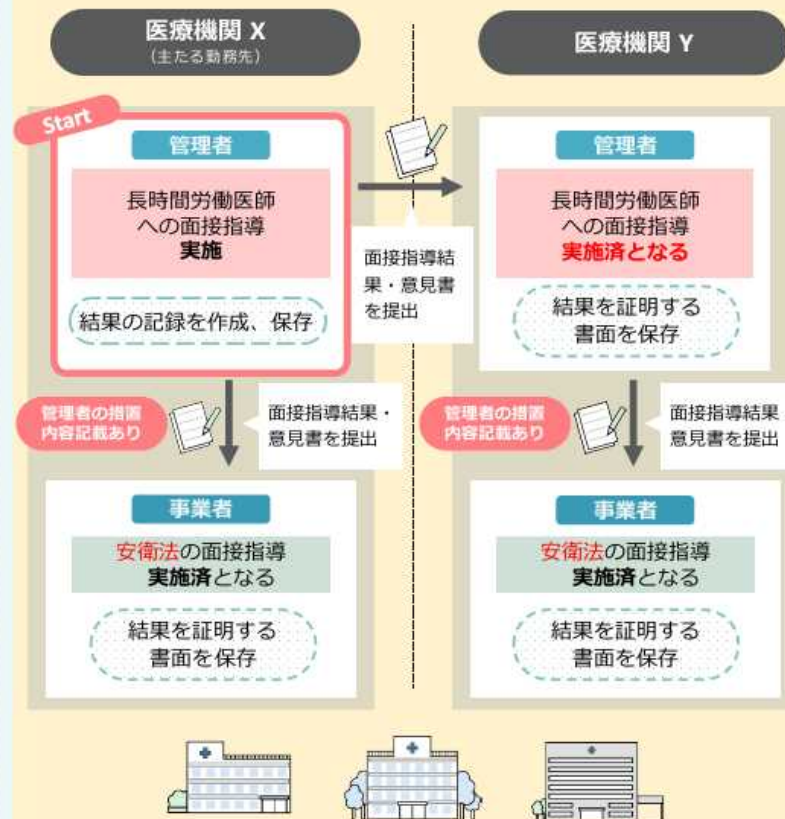 医療機関 X
(主たる勤務先)
医療機関 Y
Start
管理者
長時間労働医師
への面接指導
実施
結果の記録を作成、保存
面接指導結
果・意見書
を提出
管理者
長時間労働医師
への面接指導
実施済となる
結果を証明する
書面を保存
管理者の措置
内容記載あり
面接指導結果・
意見書を提出
管理者の措置
内容記載あり
面接指導結果
意見書を提出
事業者
安衛法の面接指導
実施済となる
結果を証明する
書面を保存
事業者
安衛法の面接指導
実施済となる
結果を証明する
書面を保存